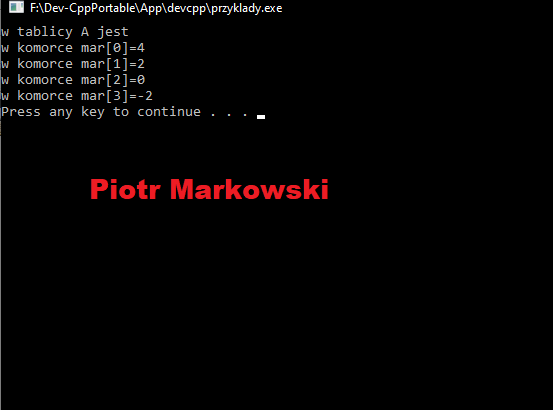 F:\Dev-CppPortable\App\devcpp\przyklady.exe
w tablicy A jest
w komorce mar[0]=4
w komorce mar[1]=2
w komorce mar[2]=0
w komorce mar[3]=-2
Press any key to continue . . .
Piotr Markowski